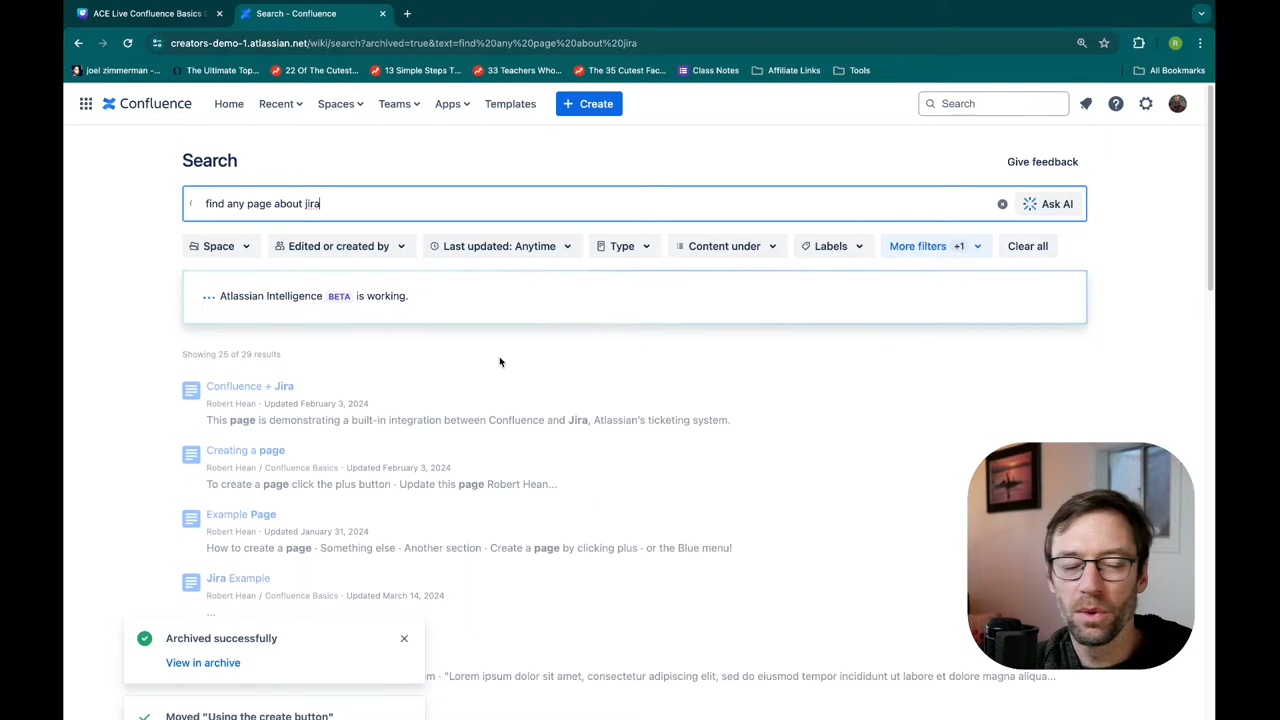 ACE Live Confluence Basics
Search - Confluence
creators-demo-1.atlassian.net/wiki/search?archived=true&text=find%20any%20page%20about%20jira
R
joel zimmerman -...
The Ultimate Top...
22 Of The Cutest...
13 Simple Steps T...
33 Teachers Who...
The 35 Cutest Fac...
Class Notes
Affiliate Links
Tools
All Bookmarks
Confluence
Home
Recent
Spaces
Teams
Apps
Templates
+ Create
Search
Search
Give feedback
find any page about jira
Ask AI
Space
Edited or created by
Last updated: Anytime
Type
Content under
Labels
More filters +1
Clear all
Atlassian Intelligence BETA is working.
Showing 25 of 29 results
Confluence + Jira
Robert Hean · Updated February 3, 2024
This page is demonstrating a built-in integration between Confluence and Jira, Atlassian's ticketing system.
Creating a page
Robert Hean / Confluence Basics · Updated February 3, 2024
To create a page click the plus button · Update this page Robert Hean...
Example Page
Robert Hean · Updated January 31, 2024
How to create a page · Something else · Another section · Create a page by clicking plus · or the Blue menu!
Jira Example
Robert Hean / Confluence Basics · Updated March 14, 2024
...
Archived successfully
View in archive
"Lorem ipsum dolor sit amet, consectetur adipiscing elit, sed do eiusmod tempor incididunt ut labore et dolore magna aliqua...
Moved "Using the create button"